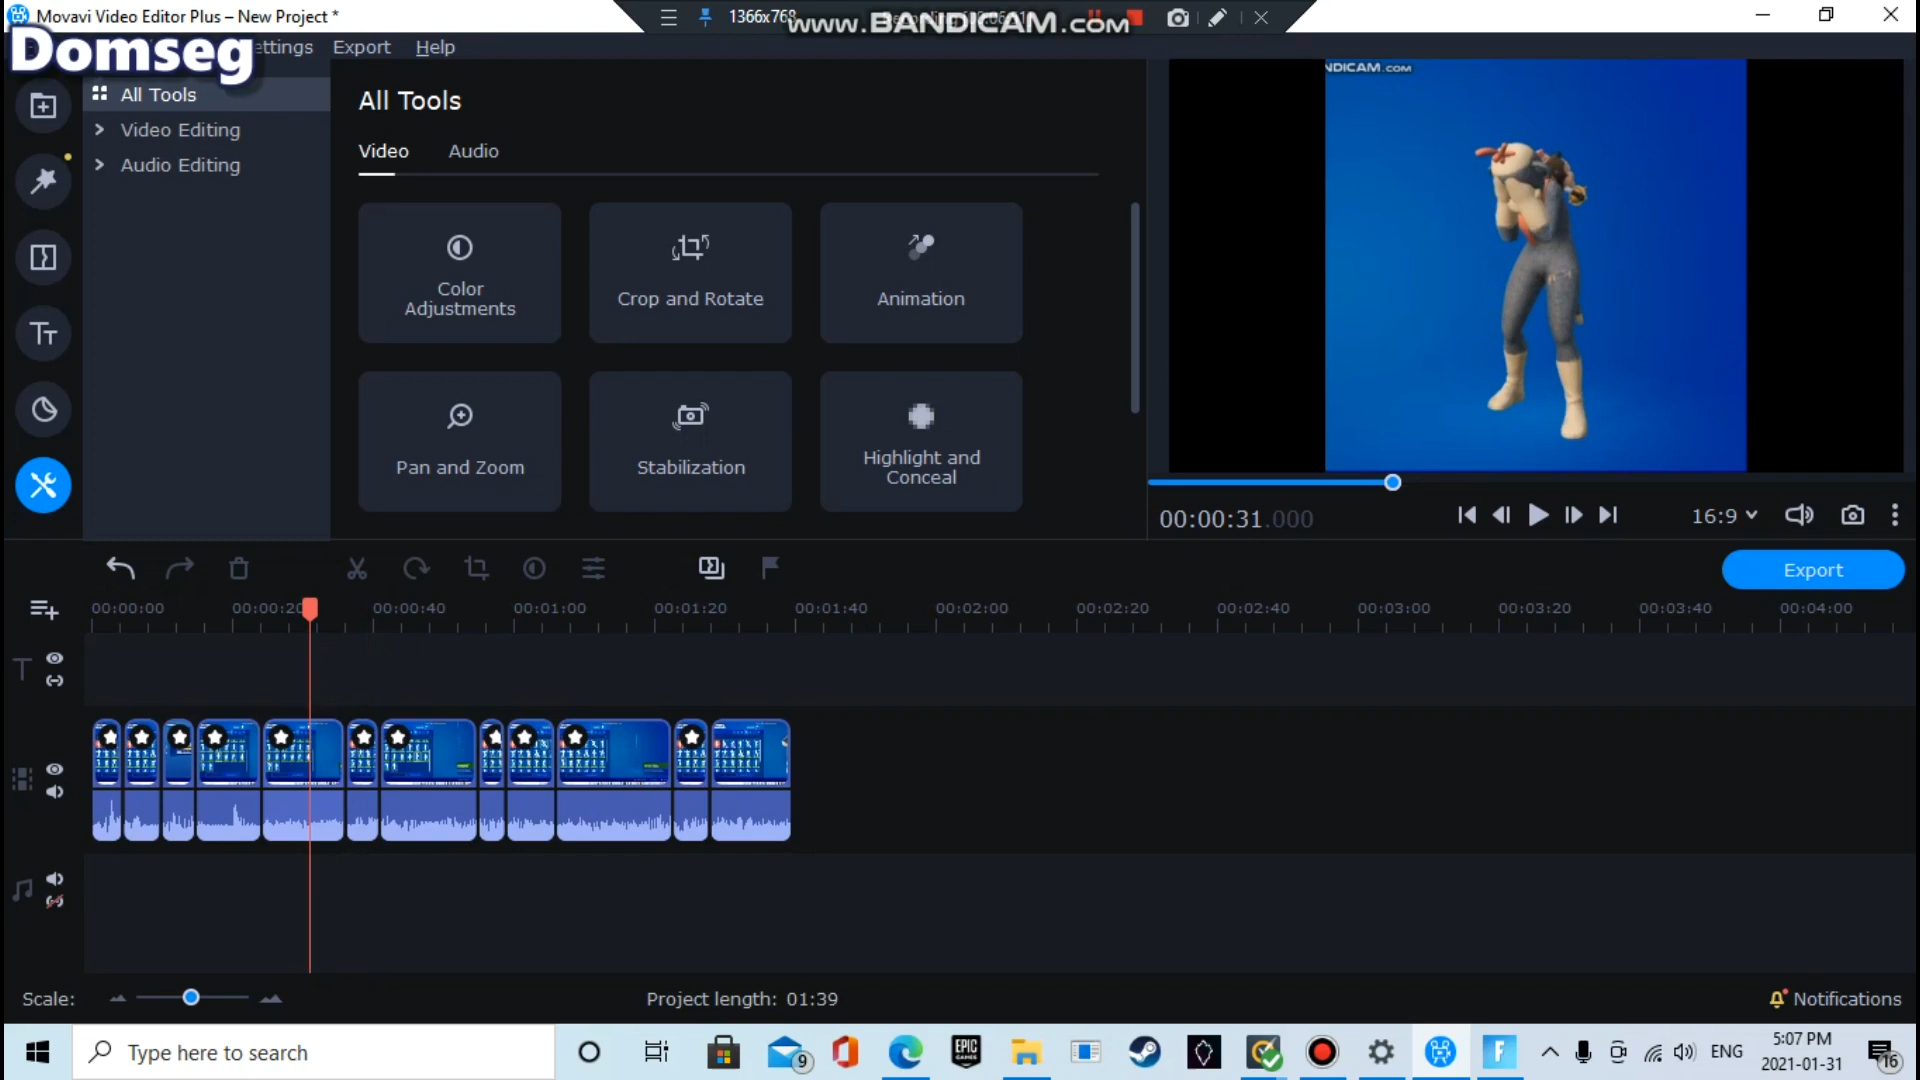 Movavi Video Editor Plus – New Project *
1366x768
www.BANDICAM.com
Domseg
ettings Export Help
All Tools
Video Editing
Audio Editing
All Tools
Video Audio
Color Adjustments
Crop and Rotate
Animation
Pan and Zoom
Stabilization
Highlight and Conceal
NDICAM.com
00:00:31.000
16:9
Export
00:00:00 00:00:20 00:00:40 00:01:00 00:01:20 00:01:40 00:02:00 00:02:20 00:02:40 00:03:00 00:03:20 00:03:40 00:04:00
Scale:
Project length: 01:39
Notifications
Type here to search
9
EPIC GAMES
ENG
5:07 PM
2021-01-31
16